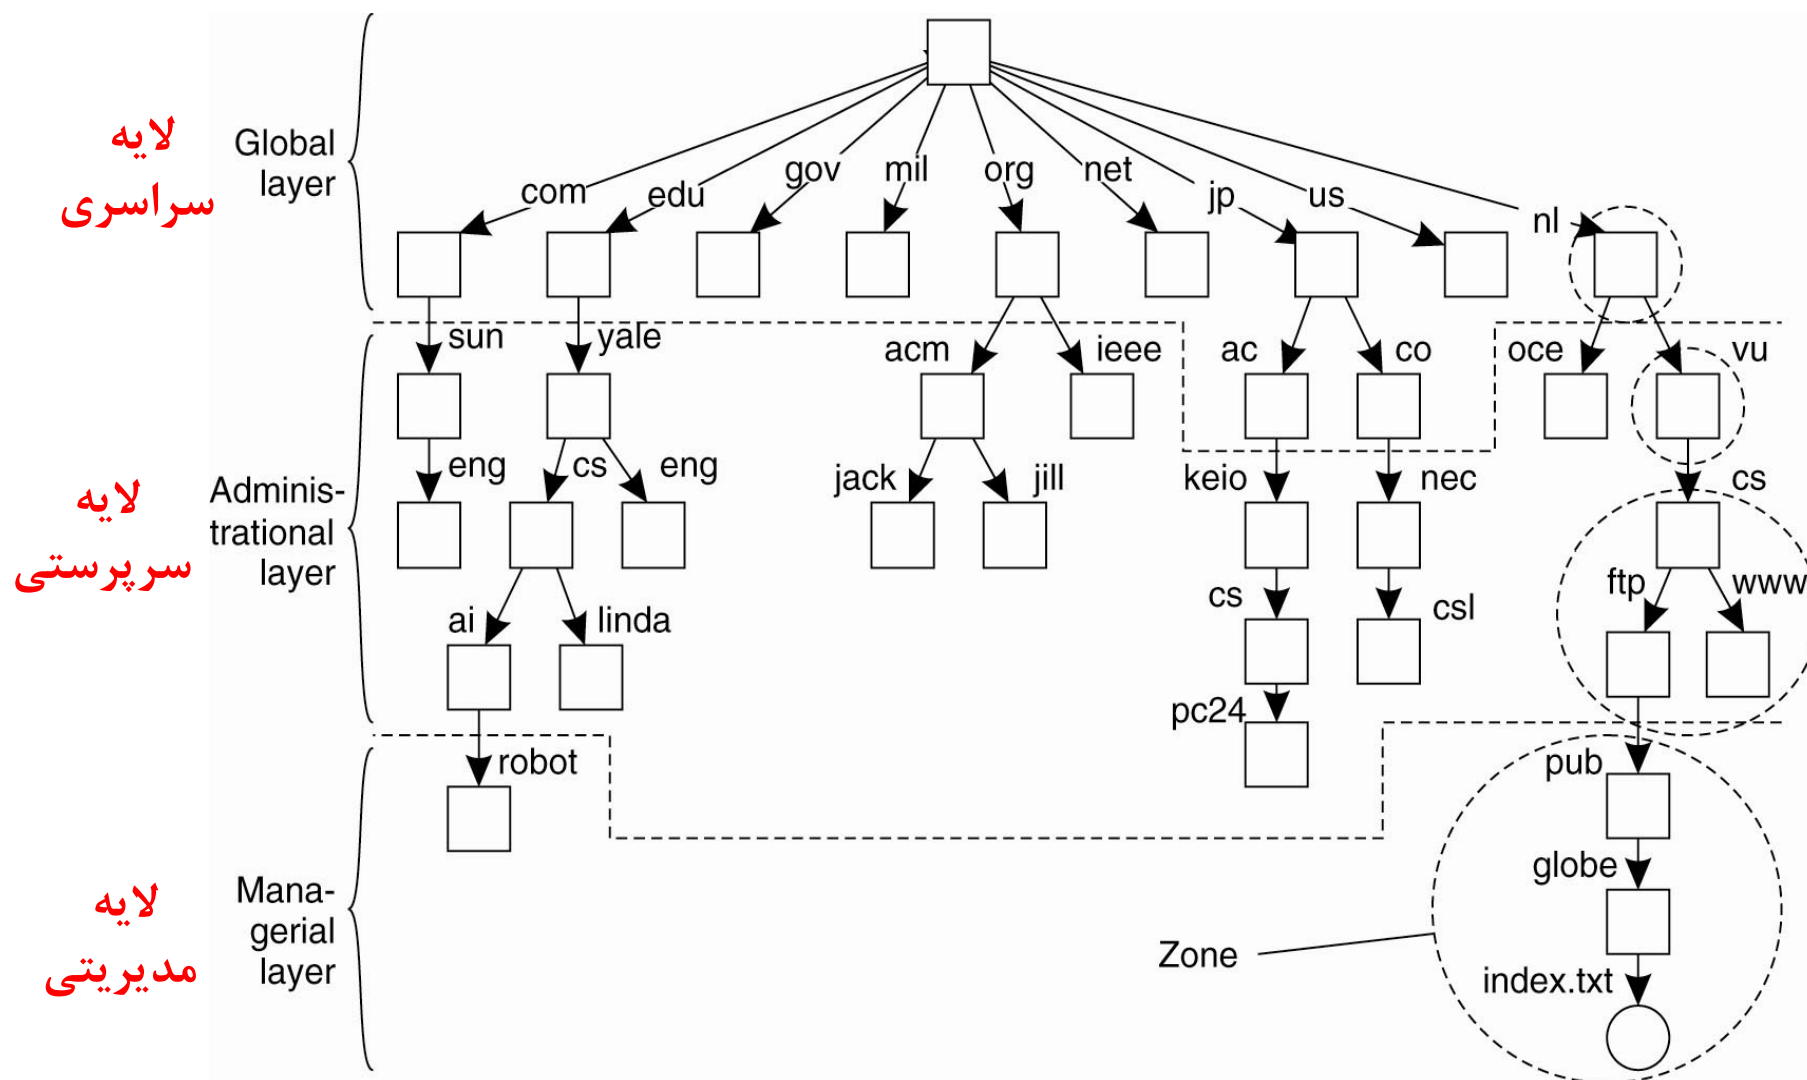 لایه
سراسری
Global
layer
com
edu
gov
mil
org
net
jp
us
nl
sun
yale
acm
ieee
ac
co
oce
vu
لایه
سرپرستی
Adminis-
trational
layer
eng
cs
eng
jack
jill
keio
nec
cs
ai
linda
cs
csl
ftp
www
pc24
robot
pub
لایه
مدیریتی
Mana-
gerial
layer
globe
Zone
index.txt